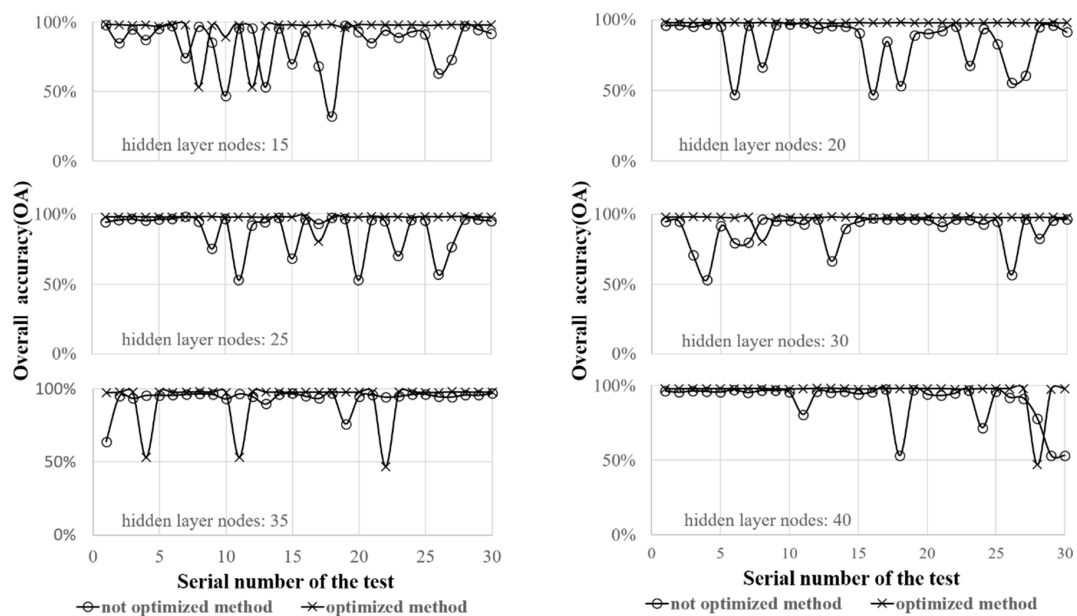 100%
50%
0%
hidden layer nodes: 15
100%
50%
0%
hidden layer nodes: 20
100%
50%
0%
hidden layer nodes: 25
100%
50%
0%
hidden layer nodes: 30
100%
50%
0%
hidden layer nodes: 35
100%
50%
0%
hidden layer nodes: 40
Overall accuracy(OA)
Overall accuracy(OA)
0 5 10 15 20 25 30
0 5 10 15 20 25 30
Serial number of the test
Serial number of the test
not optimized method optimized method
not optimized method optimized method